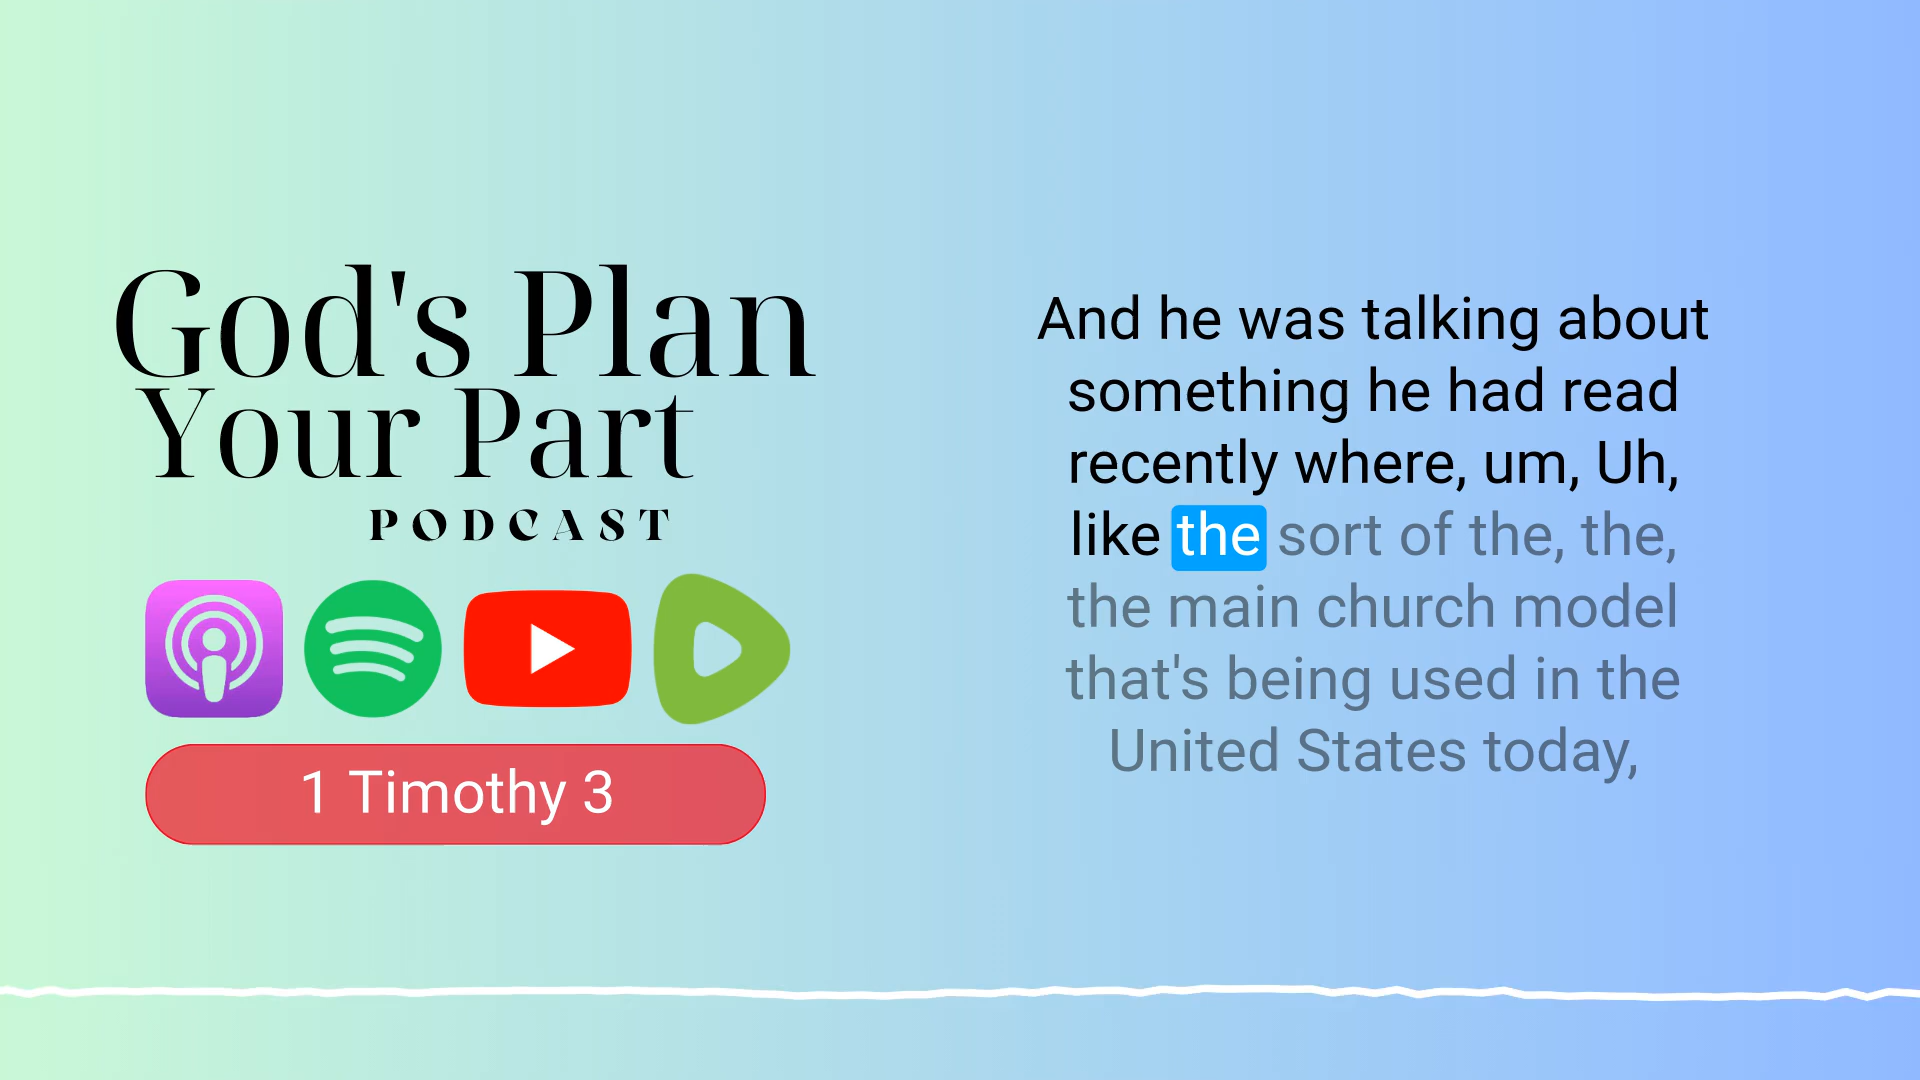 God's Plan
Your Part
PODCAST
1 Timothy 3
And he was talking about
something he had read
recently where, um, Uh,
like the sort of the, the,
the main church model
that's being used in the
United States today,